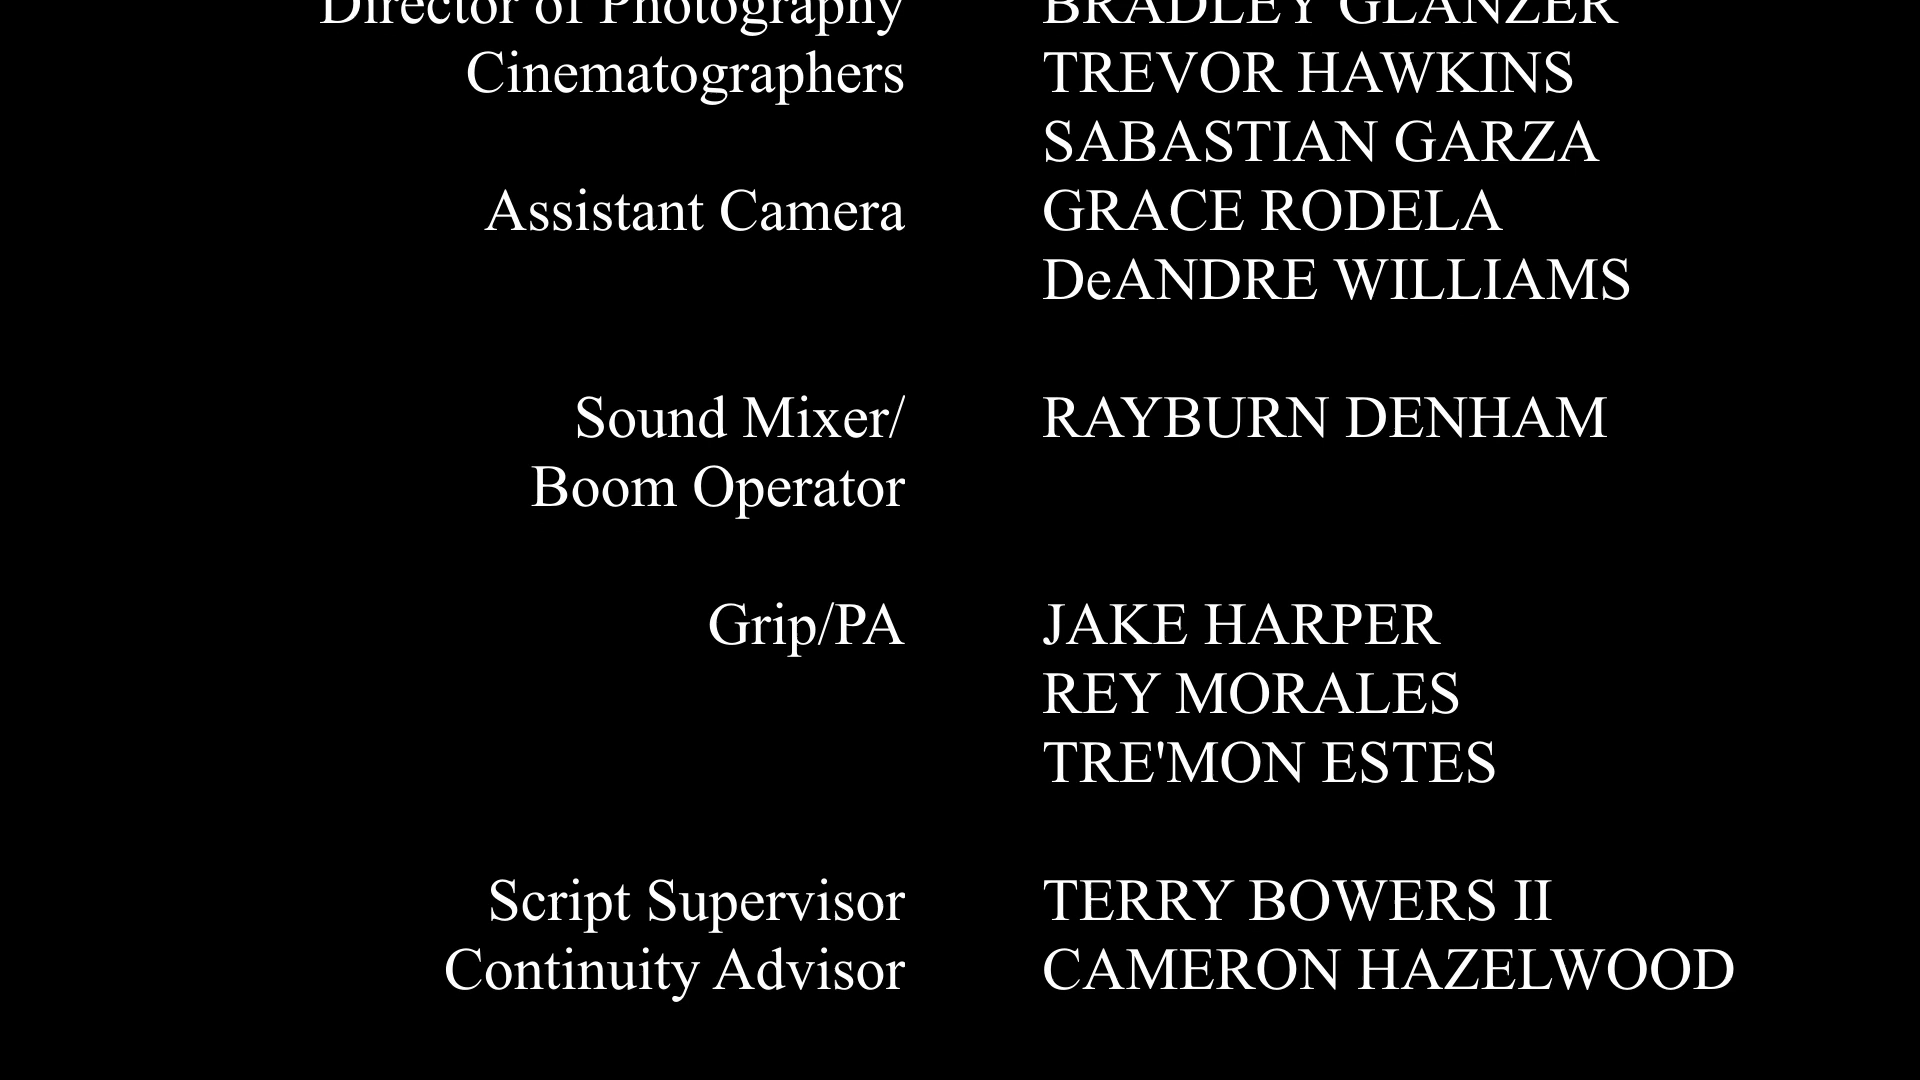 Director of Photography BRADLEY GLANZER
Cinematographers TREVOR HAWKINS
SABASTIAN GARZA
Assistant Camera GRACE RODELA
DeANDRE WILLIAMS
Sound Mixer/ RAYBURN DENHAM
Boom Operator
Grip/PA JAKE HARPER
REY MORALES
TRE'MON ESTES
Script Supervisor TERRY BOWERS II
Continuity Advisor CAMERON HAZELWOOD